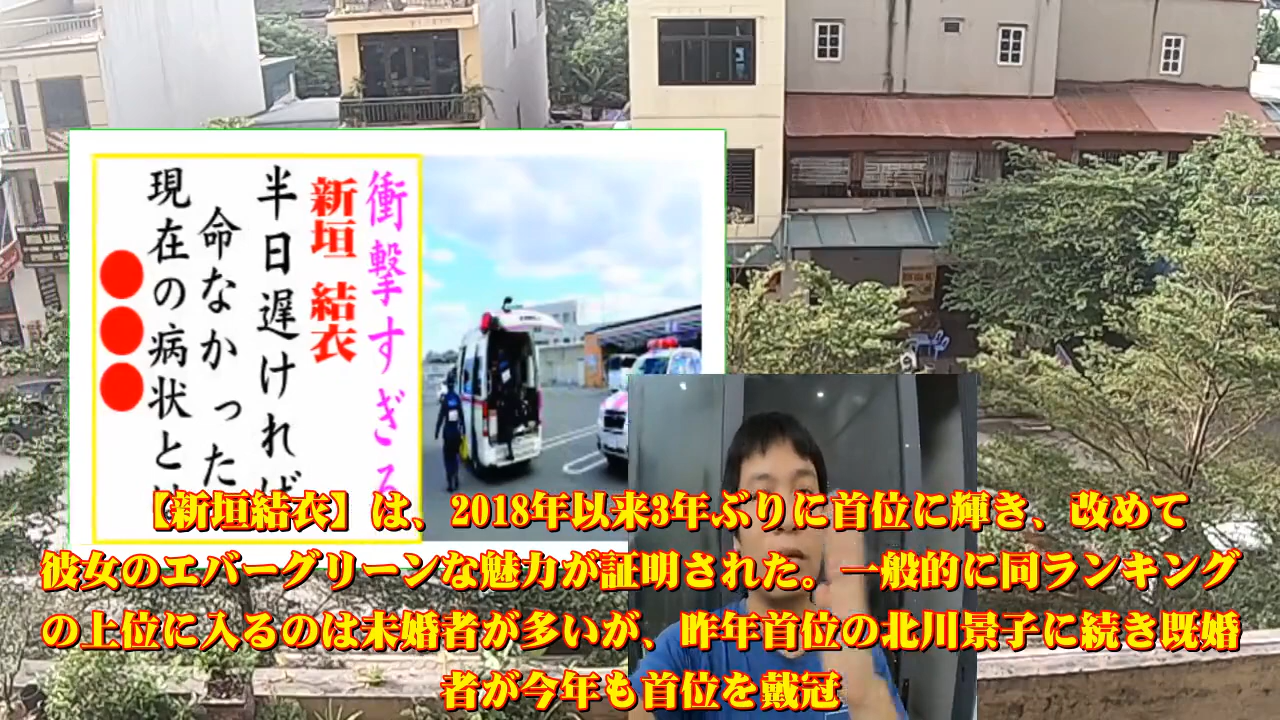 衝撃すぎる
新垣 結衣
半日遅ければ
命なかった
現在の病状とは
【新垣結衣】は、2018年以来3年ぶりに首位に輝き、改めて
彼女のエバーグリーンな魅力が証明された。一般的に同ランキング
の上位に入るのは未婚者が多いが、昨年首位の北川景子に続き既婚
者が今年も首位を戴冠